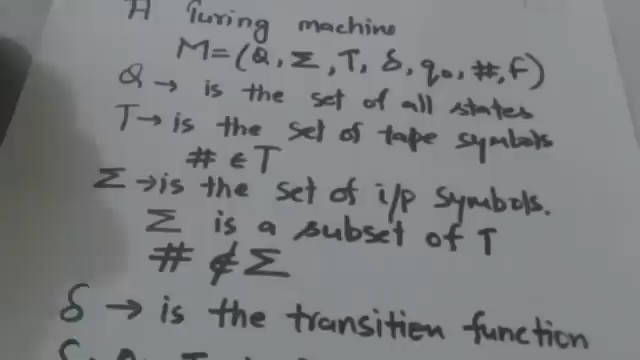 A Turing machine
M=(Q, Σ, T, δ, q₀, #, F)
Q → is the set of all states
T → is the set of tape symbols
# ∈ T
Σ → is the set of i/p symbols.
Σ is a subset of T
# ∉ Σ
δ → is the transition function